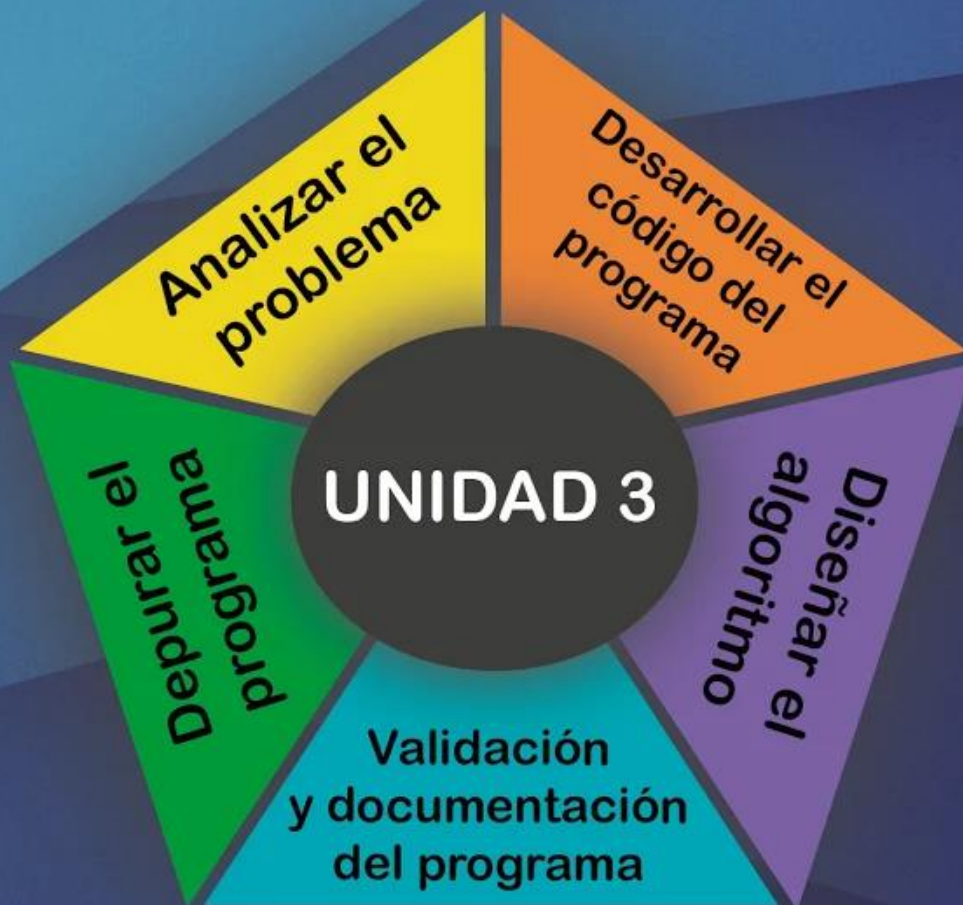 Analizar el
problema
Desarrollar el
código del
programa
Diseñar el
algoritmo
Validación
y documentación
del programa
Depurar el
programa
UNIDAD 3